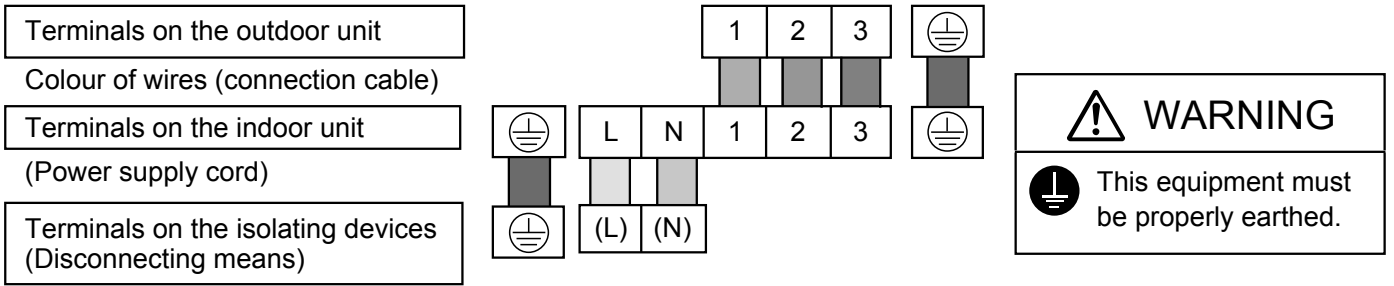 Terminals on the outdoor unit
1 2 3
Colour of wires (connection cable)
Terminals on the indoor unit
L N 1 2 3
(Power supply cord)
Terminals on the isolating devices
(Disconnecting means)
(L) (N)
WARNING
This equipment must
be properly earthed.